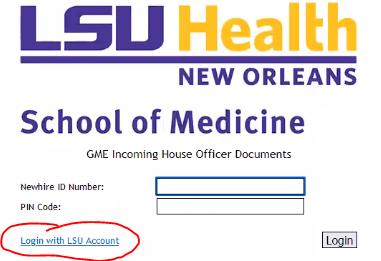 LSU Health
NEW ORLEANS
School of Medicine
GME Incoming House Officer Documents
Newhire ID Number:
PIN Code:
Login with LSU Account Login